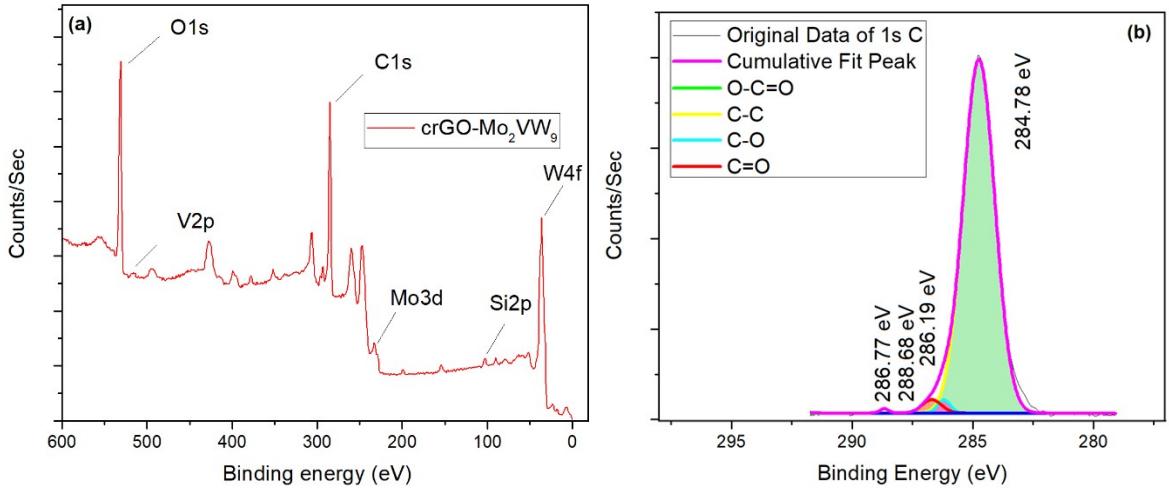 (a)
O1s
C1s
crGO-Mo₂VW₉
W4f
V2p
Mo3d
Si2p
Counts/Sec
600
500
400
300
200
100
0
Binding energy (eV)
(b)
Original Data of 1s C
Cumulative Fit Peak
O-C=O
C-C
C-O
C=O
284.78 eV
286.77 eV
288.68 eV
286.19 eV
Counts/Sec
295
290
285
280
Binding Energy (eV)